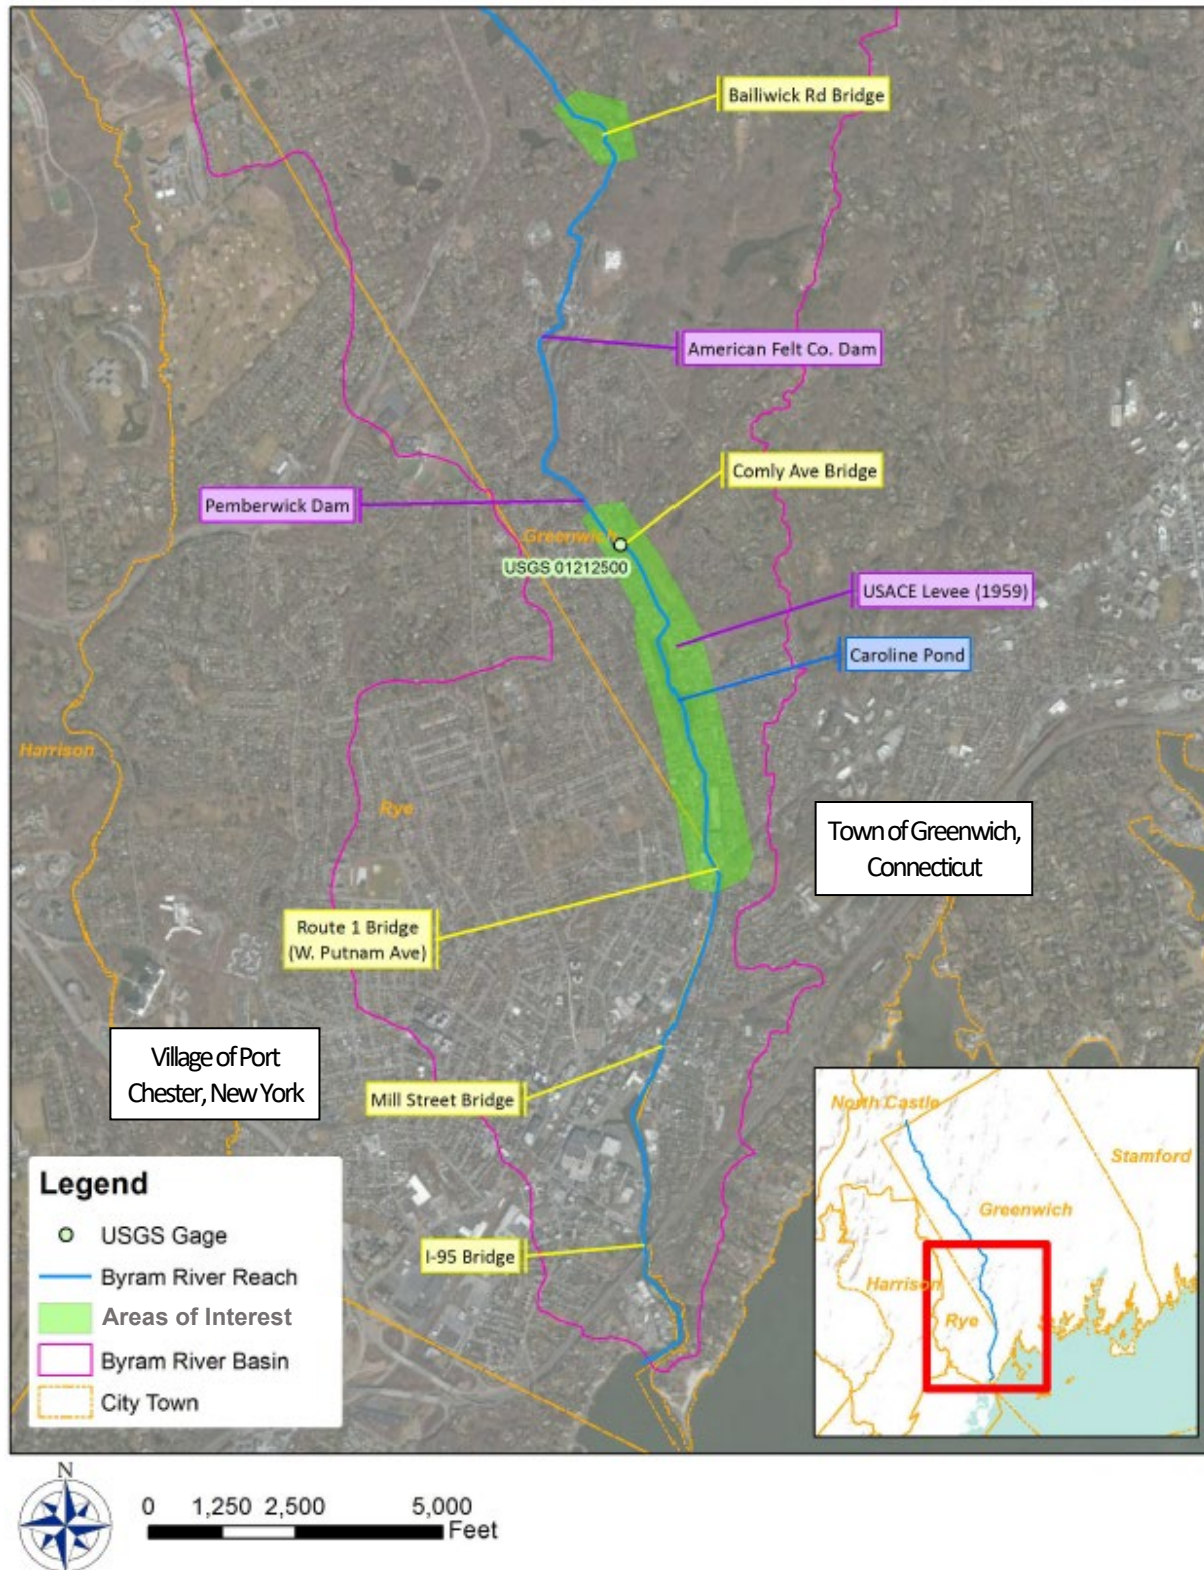 Bailiwick Rd Bridge
American Felt Co. Dam
Comly Ave Bridge
Pemberwick Dam
Greenwich
USGS 01212500
USACE Levee (1959)
Caroline Pond
Harrison
Rye
Town of Greenwich,
Connecticut
Route 1 Bridge
(W. Putnam Ave)
Village of Port
Chester, New York
Mill Street Bridge
I-95 Bridge
North Castle
Stamford
Greenwich
Harrison
Rye
Legend
USGS Gage
Byram River Reach
Areas of Interest
Byram River Basin
City Town
N
0 1,250 2,500 5,000
Feet